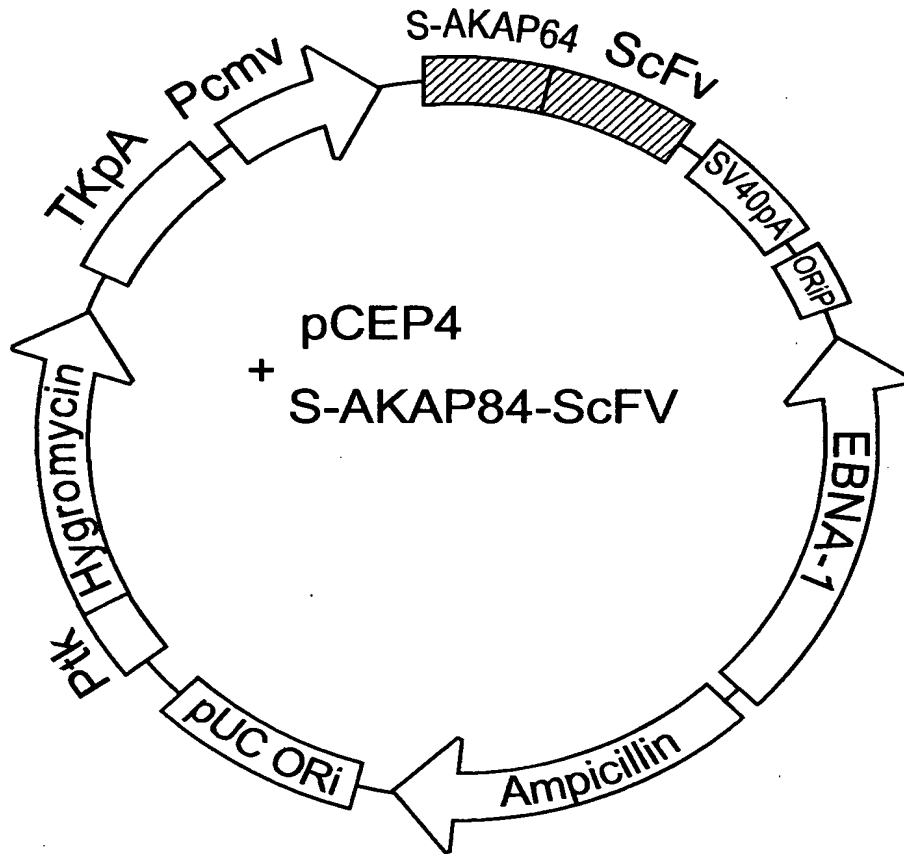 S-AKAP64
ScFv
SV40pA
ORiP
EBNA-1
Ampicillin
pUC ORi
Ptk
Hygromycin
TKpA
Pcmv
pCEP4
+
S-AKAP84-ScFV